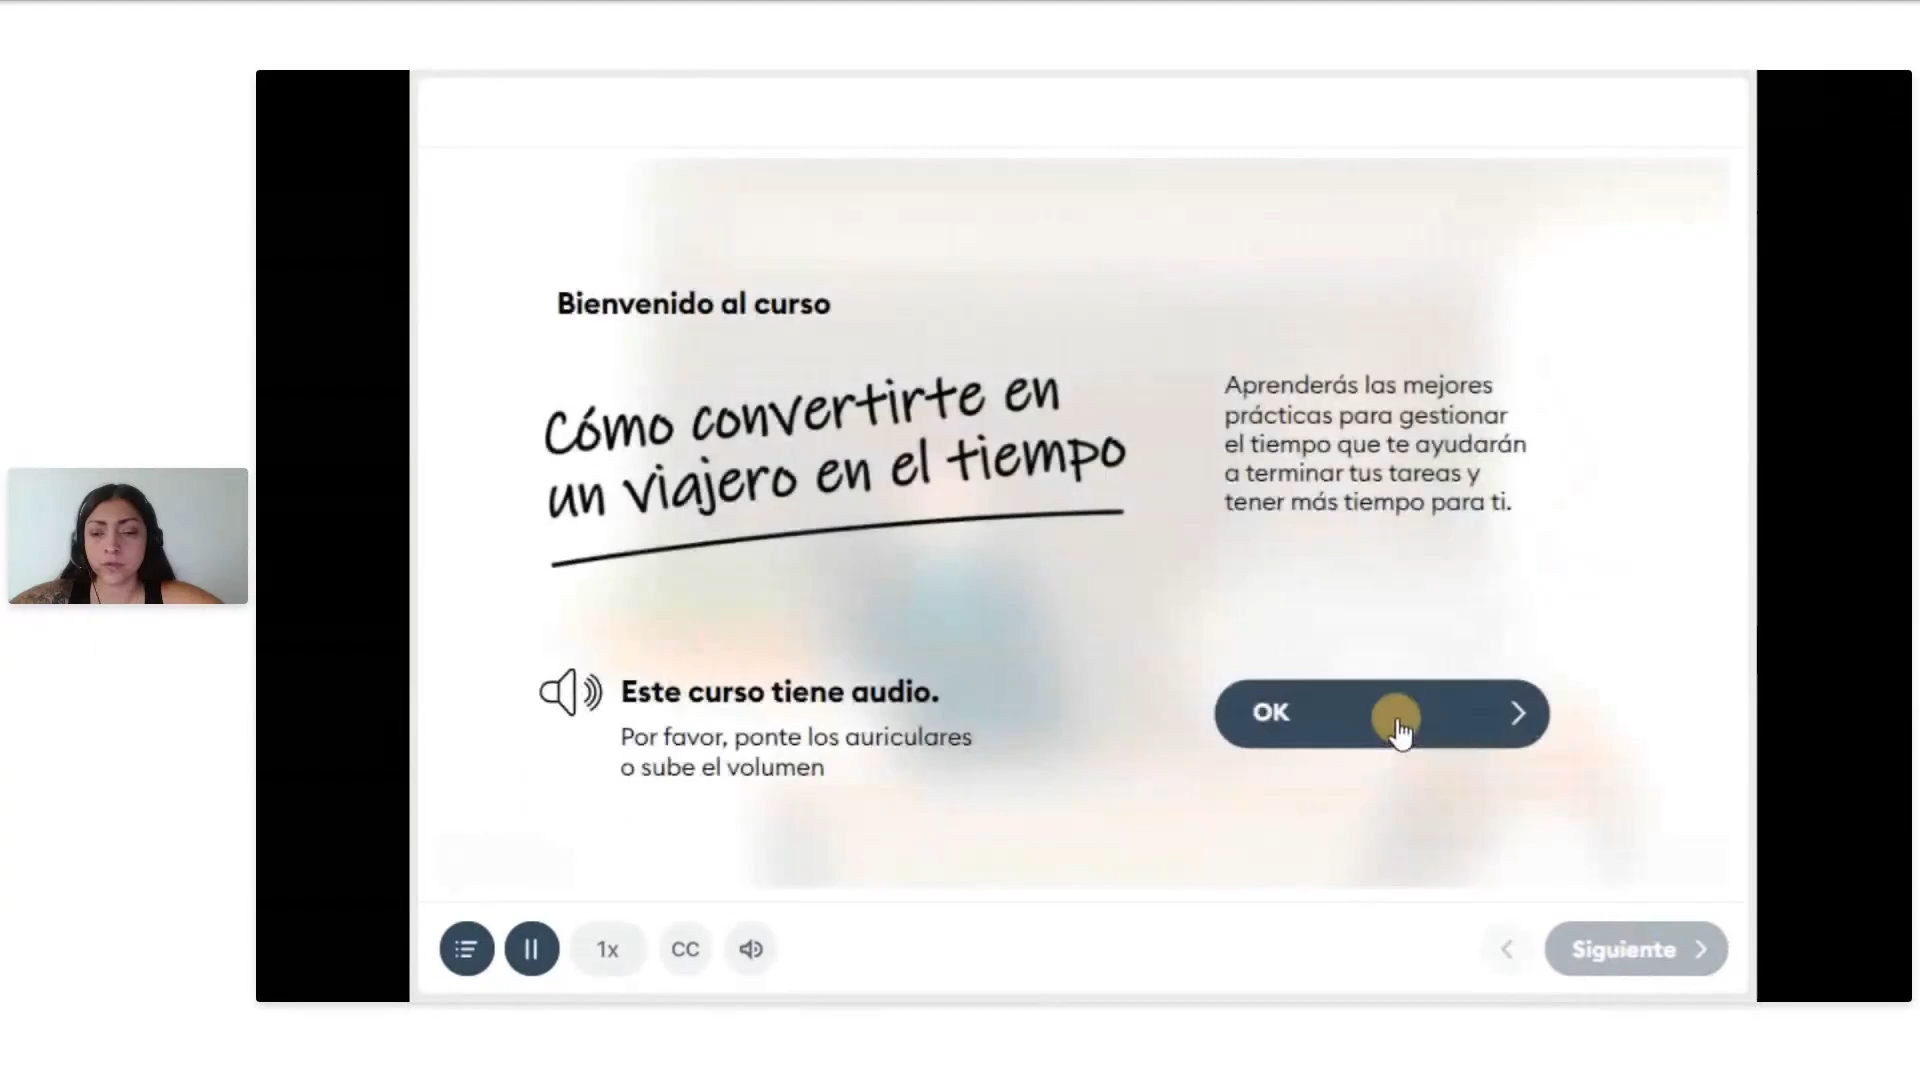 Bienvenido al curso
Cómo convertirte en
un viajero en el tiempo
Aprenderás las mejores
prácticas para gestionar
el tiempo que te ayudarán
a terminar tus tareas y
tener más tiempo para ti.
Este curso tiene audio.
Por favor, ponte los auriculares
o sube el volumen
OK
1x
CC
Siguiente